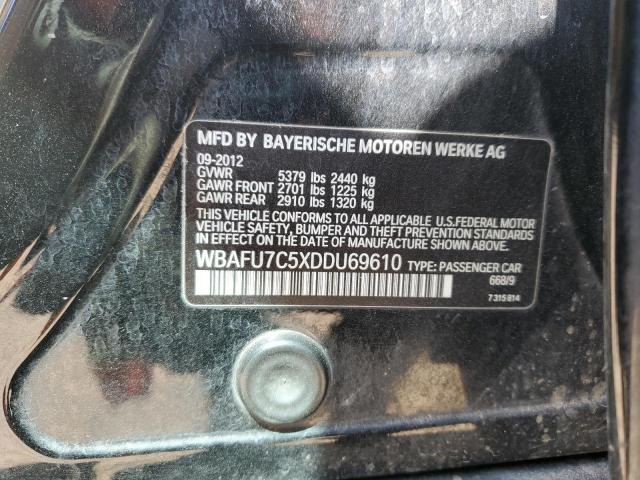 MFD BY BAYERISCHE MOTOREN WERKE AG
09-2012
GVWR 5379 lbs 2440 kg
GAWR FRONT 2701 lbs 1225 kg
GAWR REAR 2910 lbs 1320 kg
THIS VEHICLE CONFORMS TO ALL APPLICABLE U.S.FEDERAL MOTOR
VEHICLE SAFETY, BUMPER AND THEFT PREVENTION STANDARDS
IN EFFECT ON THE DATE OF MANUFACTURE SHOWN ABOVE.
WBAFU7C5XDDU69610 TYPE: PASSENGER CAR
668/9
7315814